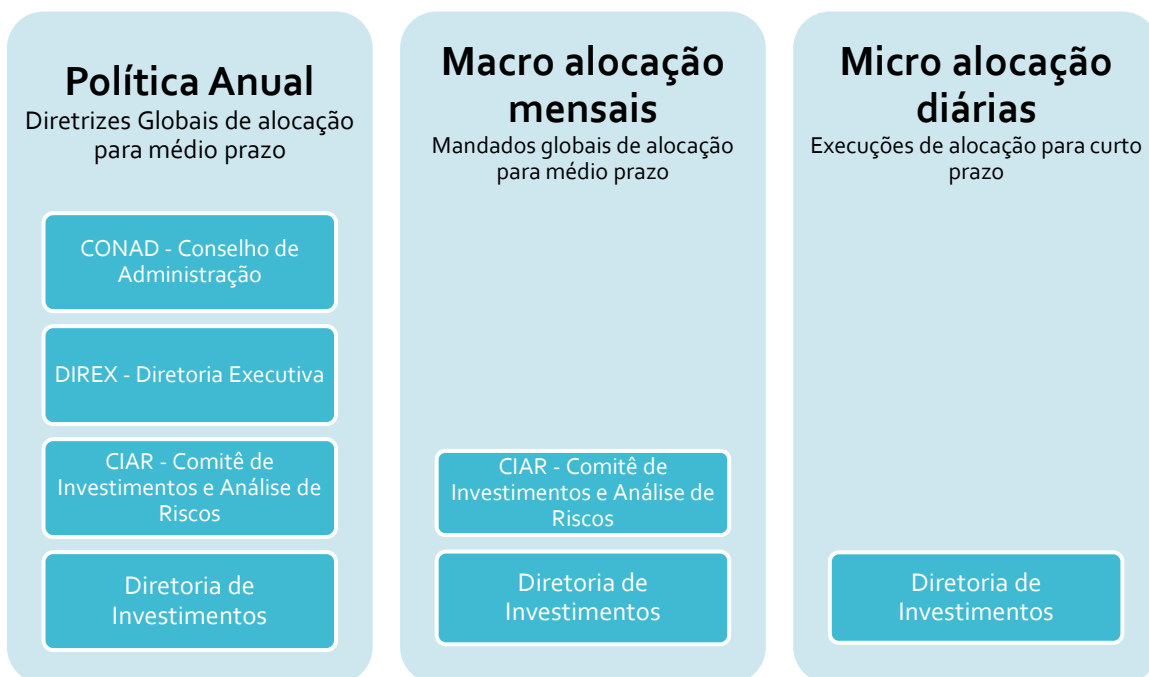 Política Anual
Diretrizes Globais de alocação
para médio prazo
CONAD - Conselho de
Administração
DIREX - Diretoria Executiva
CIAR - Comitê de
Investimentos e Análise de
Riscos
Diretoria de
Investimentos
Macro alocação
mensais
Mandados globais de alocação
para médio prazo
CIAR - Comitê de
Investimentos e Análise de
Riscos
Diretoria de
Investimentos
Micro alocação
diárias
Execuções de alocação para curto
prazo
Diretoria de
Investimentos